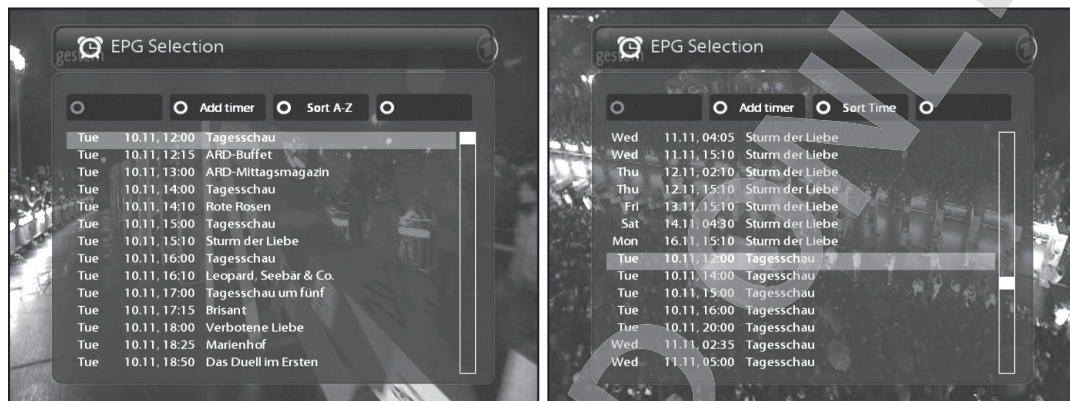 EPG Selection
gestern
Add timer
Sort A-Z
Tue 10.11, 12:00 Tagesschau
Tue 10.11, 12:15 ARD-Buffet
Tue 10.11, 13:00 ARD-Mittagsmagazin
Tue 10.11, 14:00 Tagesschau
Tue 10.11, 14:10 Rote Rosen
Tue 10.11, 15:00 Tagesschau
Tue 10.11, 15:10 Sturm der Liebe
Tue 10.11, 16:00 Tagesschau
Tue 10.11, 16:10 Leopard, Seebär & Co.
Tue 10.11, 17:00 Tagesschau um fünf
Tue 10.11, 17:15 Brisant
Tue 10.11, 18:00 Verbotene Liebe
Tue 10.11, 18:25 Marienhof
Tue 10.11, 18:50 Das Duell im Ersten
EPG Selection
gestern
Add timer
Sort Time
Wed 11.11, 04:05 Sturm der Liebe
Wed 11.11, 15:10 Sturm der Liebe
Thu 12.11, 02:10 Sturm der Liebe
Thu 12.11, 15:10 Sturm der Liebe
Fri 13.11, 15:10 Sturm der Liebe
Sat 14.11, 04:30 Sturm der Liebe
Mon 16.11, 15:10 Sturm der Liebe
Tue 10.11, 12:00 Tagesschau
Tue 10.11, 14:00 Tagesschau
Tue 10.11, 15:00 Tagesschau
Tue 10.11, 16:00 Tagesschau
Tue 10.11, 20:00 Tagesschau
Wed 11.11, 02:35 Tagesschau
Wed 11.11, 05:00 Tagesschau